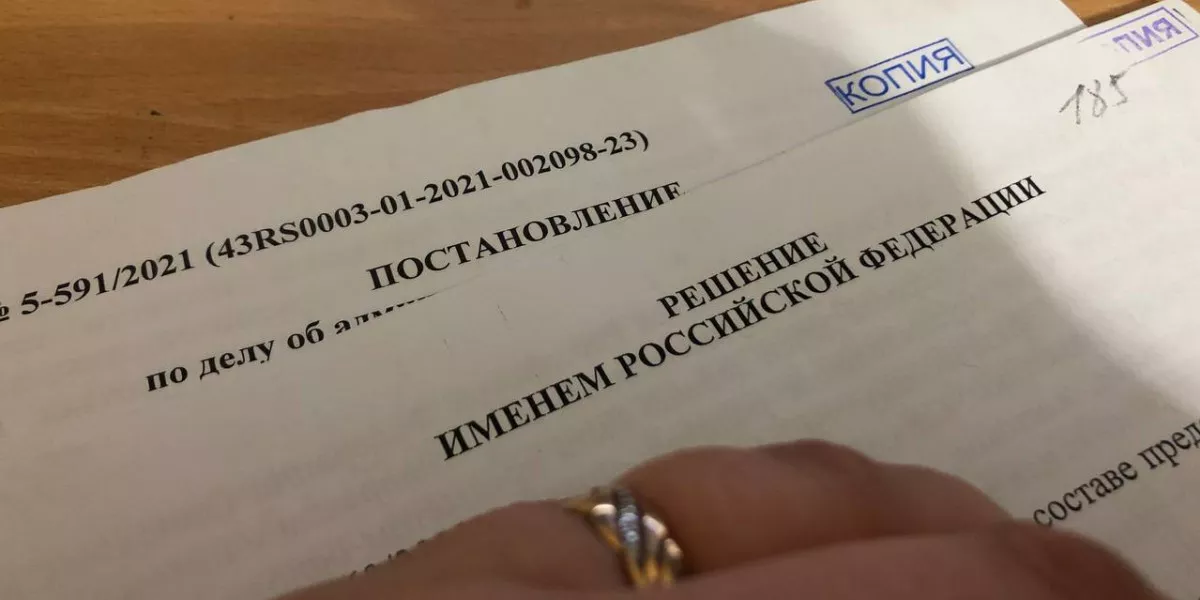 КОПИЯ
№ 5-591/2021 (43RS0003-01-2021-002098-23)
ПОСТАНОВЛЕНИЕ
по делу об
185
РЕШЕНИЕ
ИМЕНЕМ РОССИЙСКОЙ ФЕДЕРАЦИИ
составе